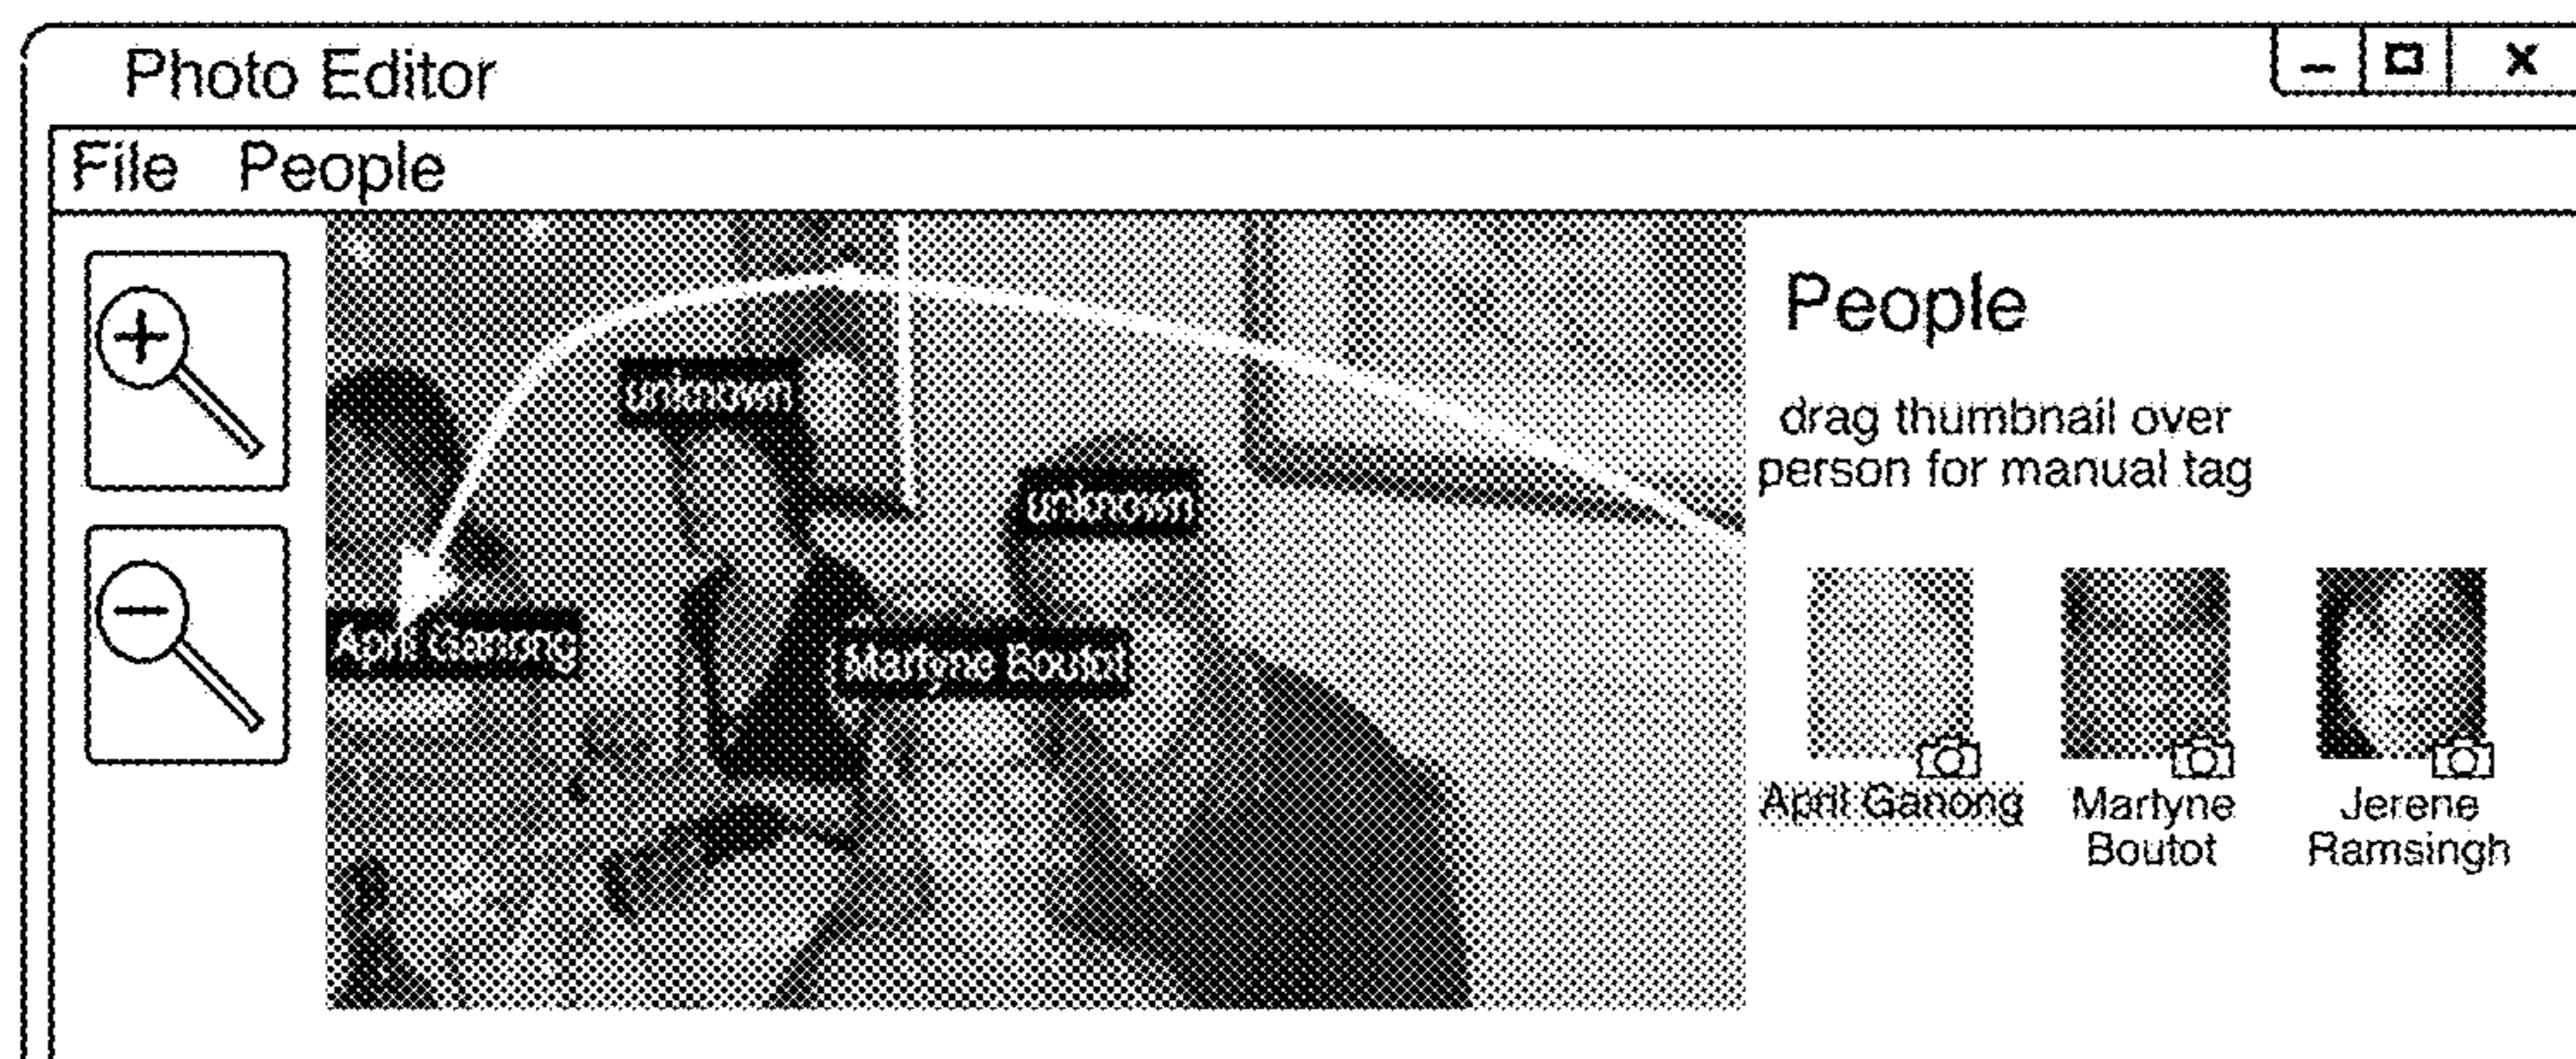 Photo Editor
File People
unknown
unknown
April Ganong
Martyne Boutot
People
drag thumbnail over
person for manual tag
April Ganong
Martyne
Boutot
Jerene
Ramsingh